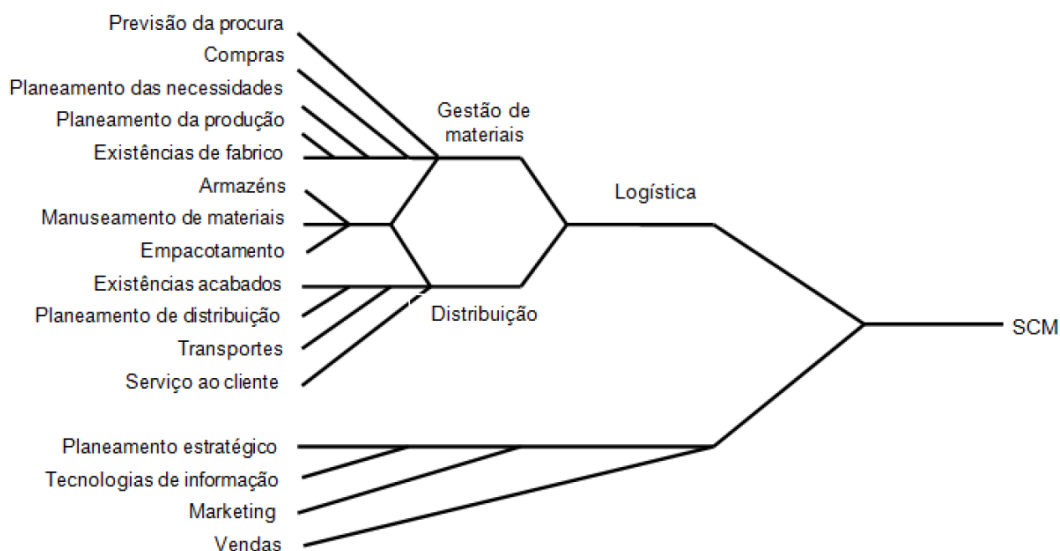 Previsão da procura
Compras
Planeamento das necessidades
Planeamento da produção
Existências de fabrico
Armazéns
Manuseamento de materiais
Empacotamento
Existências acabados
Planeamento de distribuição
Transportes
Serviço ao cliente
Planeamento estratégico
Tecnologias de informação
Marketing
Vendas
Gestão de
materiais
Distribuição
Logística
SCM